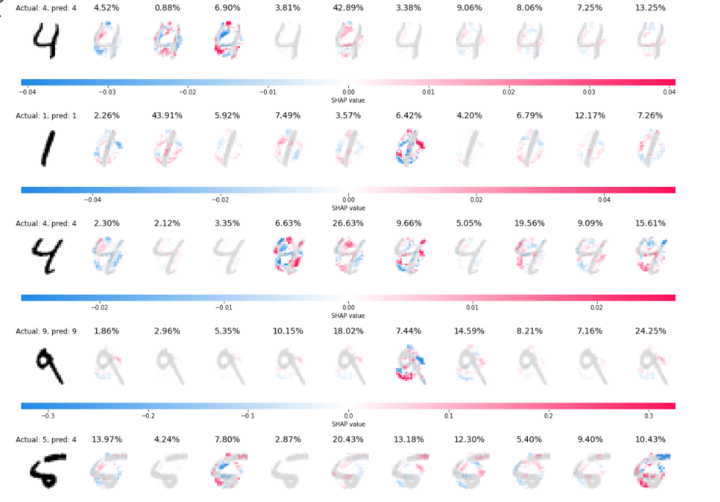 Actual: 4, pred: 4 4.52% 0.88% 6.90% 3.81% 42.89% 3.38% 9.06% 8.06% 7.25% 13.25%
4
−0.04 −0.03 −0.02 −0.01 0.00 0.01 0.02 0.03 0.04
SHAP value
Actual: 1, pred: 1 2.26% 43.91% 5.92% 7.49% 3.57% 6.42% 4.20% 6.79% 12.17% 7.26%
1
−0.04 −0.02 0.00 0.02 0.04
SHAP value
Actual: 4, pred: 4 2.30% 2.12% 3.35% 6.63% 26.63% 9.66% 5.05% 19.56% 9.09% 15.61%
4
−0.02 −0.01 0.00 0.01 0.02
SHAP value
Actual: 9, pred: 9 1.86% 2.96% 5.35% 10.15% 18.02% 7.44% 14.59% 8.21% 7.16% 24.25%
9
−0.3 −0.2 −0.1 0.0 0.1 0.2 0.3
SHAP value
Actual: 5, pred: 4 13.97% 4.24% 7.80% 2.87% 20.43% 13.18% 12.30% 5.40% 9.40% 10.43%
5